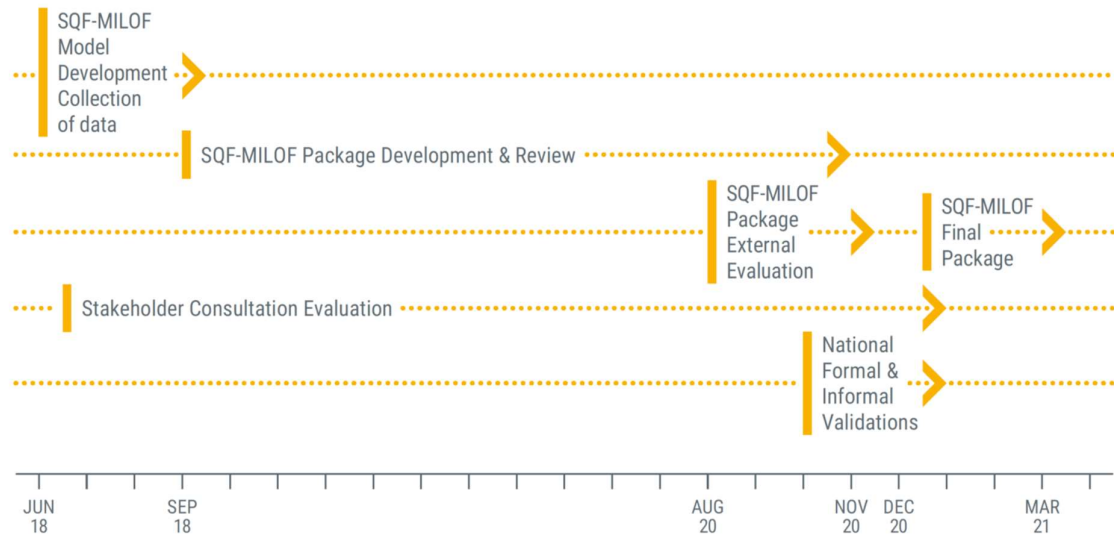 SQF-MILOF
Model
Development
Collection
of data
SQF-MILOF Package Development & Review
SQF-MILOF
Package
External
Evaluation
SQF-MILOF
Final
Package
Stakeholder Consultation Evaluation
National
Formal &
Informal
Validations
JUN
18
SEP
18
AUG
20
NOV
20
DEC
20
MAR
21